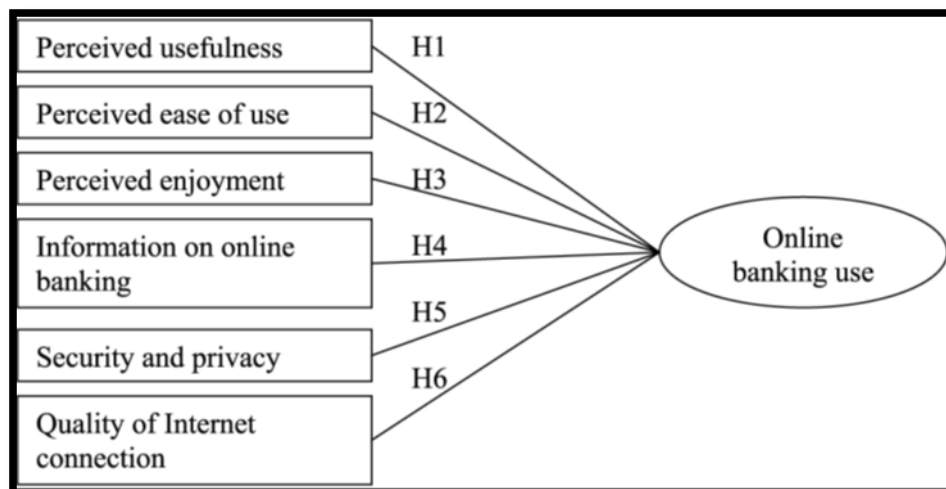 Perceived usefulness
H1
Perceived ease of use
H2
Perceived enjoyment
H3
Information on online
banking
H4
Security and privacy
H5
Quality of Internet
connection
H6
Online
banking use